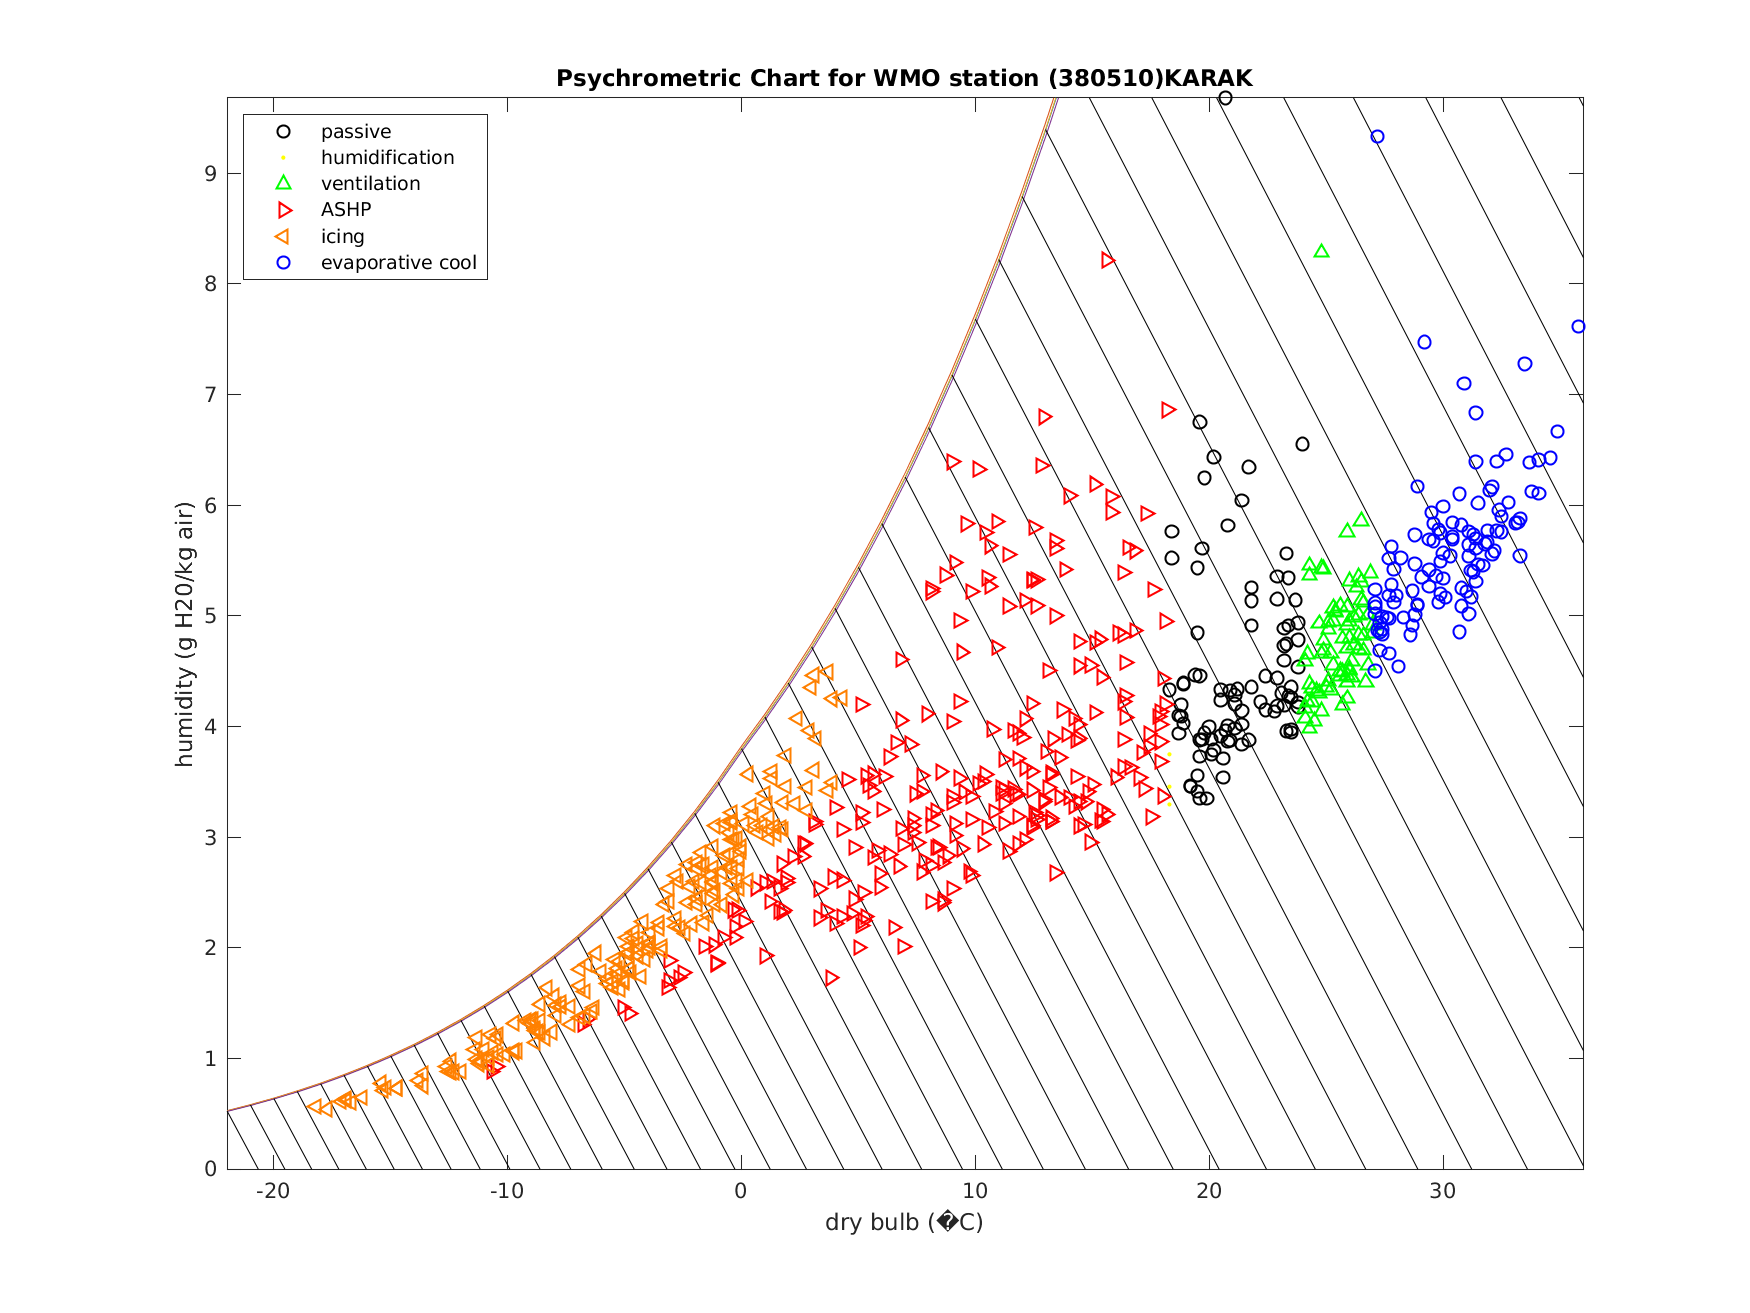 Psychrometric Chart for WMO station (380510)KARAK
passive
humidification
ventilation
ASHP
icing
evaporative cool
humidity (g H20/kg air)
9
8
7
6
5
4
3
2
1
0
-20 -10 0 10 20 30
dry bulb (�C)